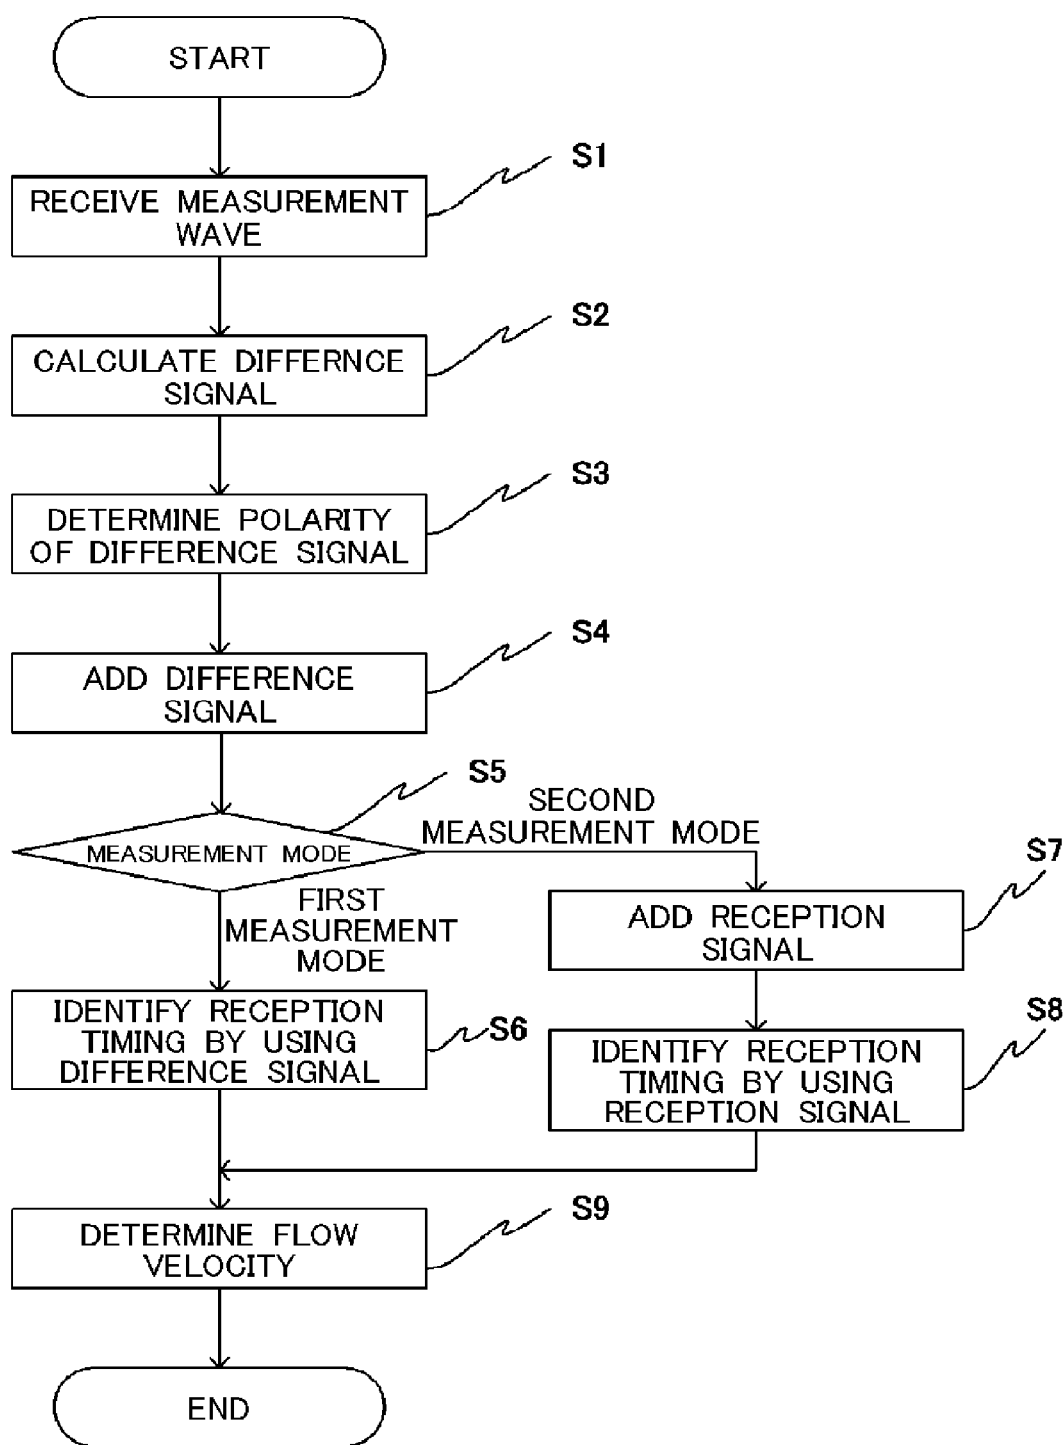 START
S1
RECEIVE MEASUREMENT
WAVE
S2
CALCULATE DIFFERNCE
SIGNAL
S3
DETERMINE POLARITY
OF DIFFERENCE SIGNAL
S4
ADD DIFFERENCE
SIGNAL
S5
MEASUREMENT MODE
SECOND
MEASUREMENT MODE
FIRST
MEASUREMENT
MODE
S7
ADD RECEPTION
SIGNAL
IDENTIFY RECEPTION
TIMING BY USING
DIFFERENCE SIGNAL
S6
S8
IDENTIFY RECEPTION
TIMING BY USING
RECEPTION SIGNAL
S9
DETERMINE FLOW
VELOCITY
END